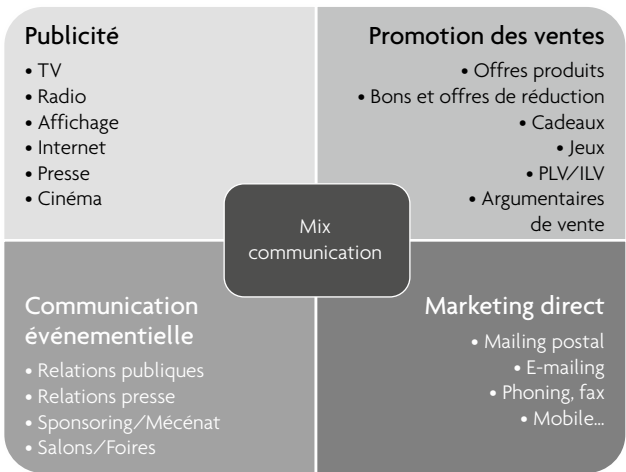 Publicité
• TV
• Radio
• Affichage
• Internet
• Presse
• Cinéma
Promotion des ventes
• Offres produits
• Bons et offres de réduction
• Cadeaux
• Jeux
• PLV/ILV
• Argumentaires
de vente
Mix
communication
Communication
événementielle
• Relations publiques
• Relations presse
• Sponsoring/Mécénat
• Salons/Foires
Marketing direct
• Mailing postal
• E-mailing
• Phoning, fax
• Mobile...